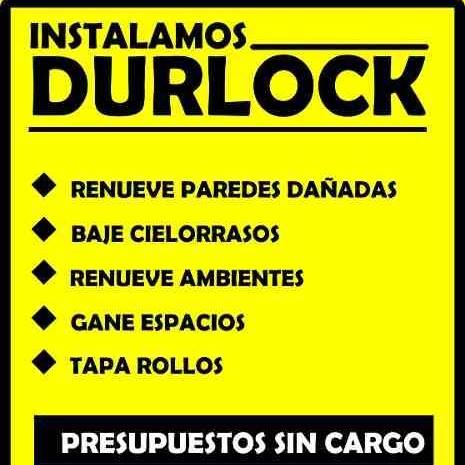 INSTALAMOS
DURLOCK
RENUEVE PAREDES DAÑADAS
BAJE CIELORRASOS
RENUEVE AMBIENTES
GANE ESPACIOS
TAPA ROLLOS
PRESUPUESTOS SIN CARGO